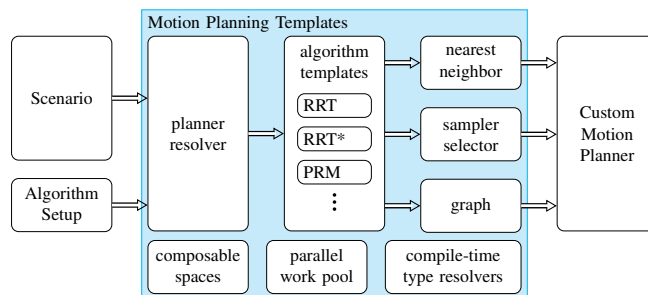 Motion Planning Templates
Scenario
Algorithm
Setup
planner
resolver
algorithm
templates
RRT
RRT*
PRM
nearest
neighbor
sampler
selector
graph
Custom
Motion
Planner
composable
spaces
parallel
work pool
compile-time
type resolvers